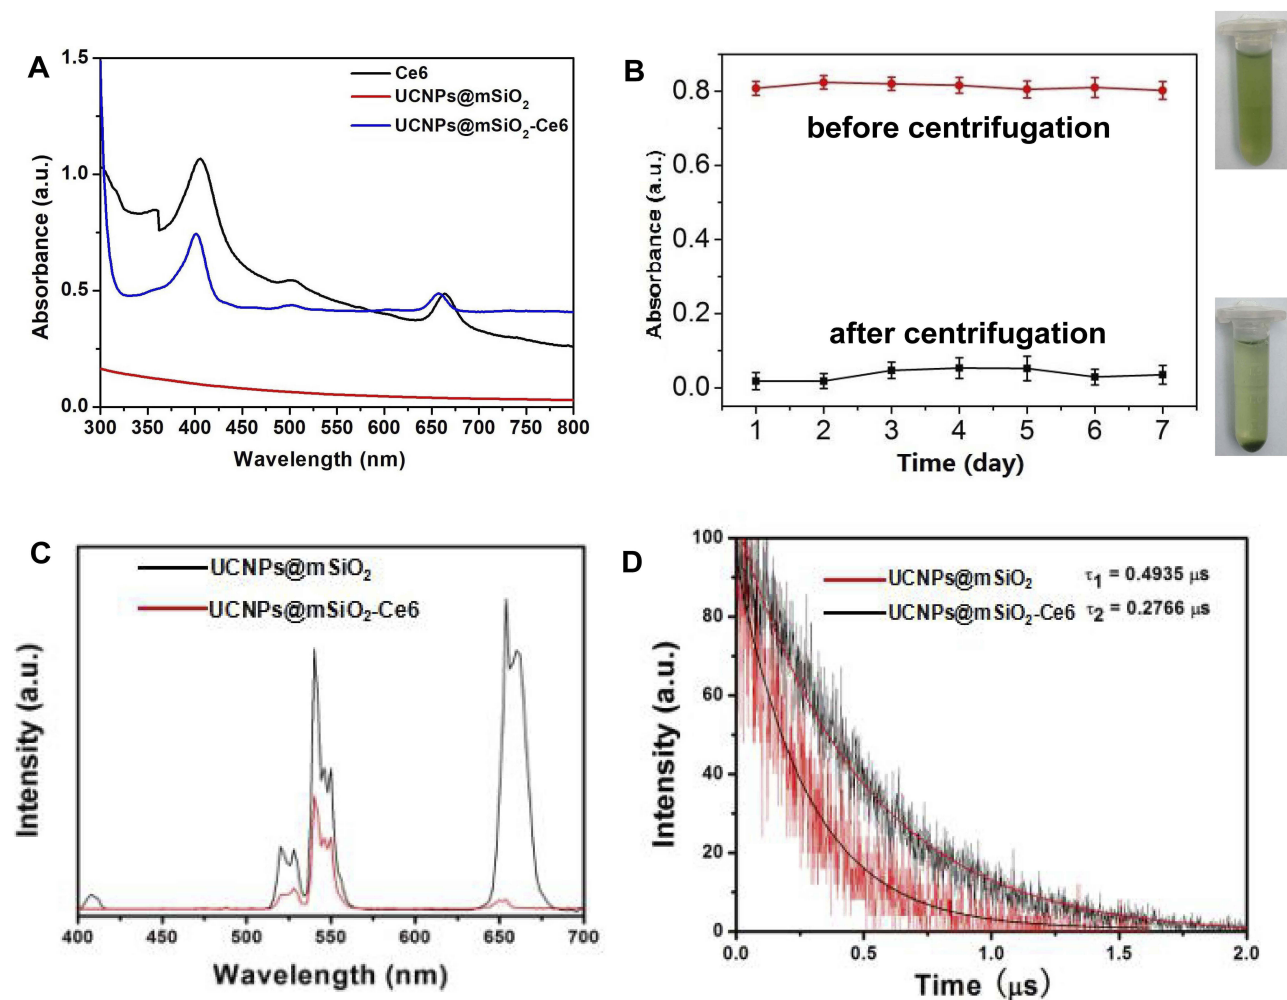 A
Ce6
UCNPs@mSiO₂
UCNPs@mSiO₂-Ce6
1.5
1.0
0.5
0.0
Absorbance (a.u.)
300 350 400 450 500 550 600 650 700 750 800
Wavelength (nm)
B
before centrifugation
after centrifugation
0.8
0.6
0.4
0.2
0.0
Absorbance (a.u.)
1 2 3 4 5 6 7
Time (day)
C
UCNPs@mSiO₂
UCNPs@mSiO₂-Ce6
Intensity (a.u.)
400 450 500 550 600 650 700
Wavelength (nm)
D
UCNPs@mSiO₂ τ₁ = 0.4935 μs
UCNPs@mSiO₂-Ce6 τ₂ = 0.2766 μs
100
80
60
40
20
0
Intensity (a.u.)
0.0 0.5 1.0 1.5 2.0
Time (μs)